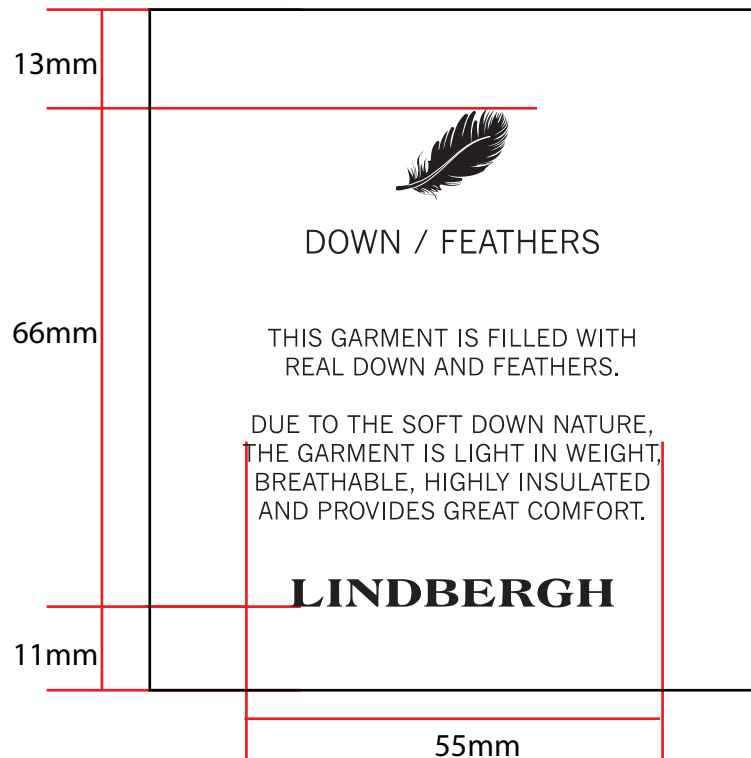 13mm
DOWN / FEATHERS
66mm
THIS GARMENT IS FILLED WITH
REAL DOWN AND FEATHERS.
DUE TO THE SOFT DOWN NATURE,
THE GARMENT IS LIGHT IN WEIGHT,
BREATHABLE, HIGHLY INSULATED
AND PROVIDES GREAT COMFORT.
LINDBERGH
11mm
55mm